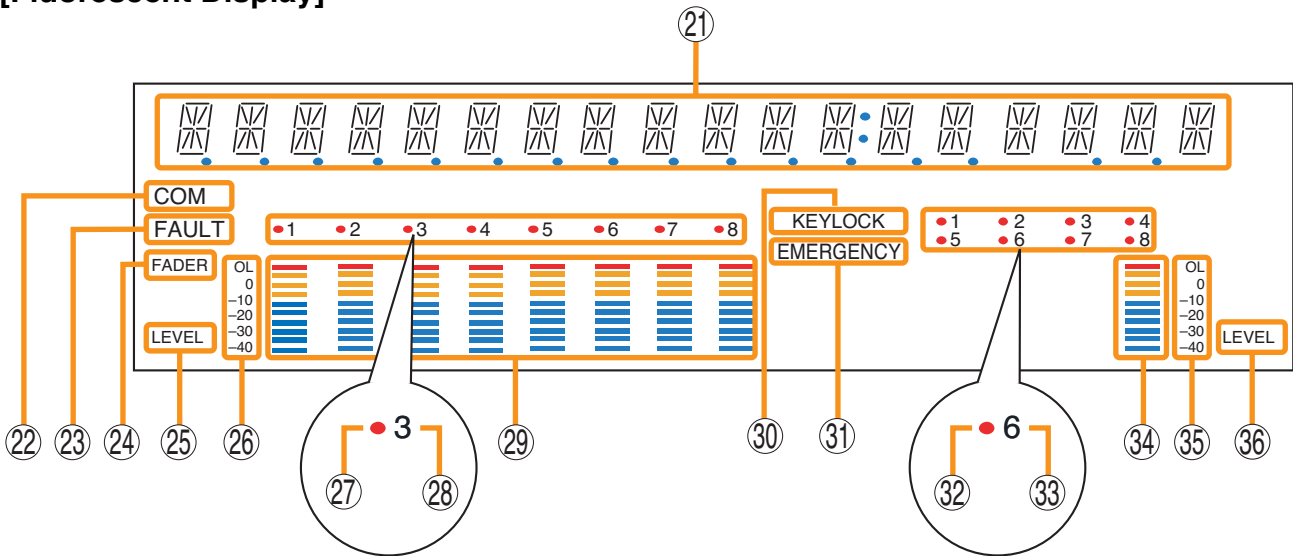 [Fluorescent Display]
㉑
COM
FAULT
FADER
LEVEL
OL
0
−10
−20
−30
−40
1 2 3 4 5 6 7 8
KEYLOCK
EMERGENCY
1 2 3 4
5 6 7 8
OL
0
−10
−20
−30
−40
LEVEL
3
6
㉒ ㉓ ㉔ ㉕ ㉖ ㉗ ㉘ ㉙ ㉚ ㉛ ㉜ ㉝ ㉞ ㉟ ㊱